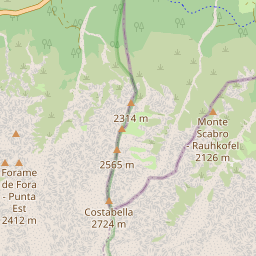 2314 m
Monte
Scabro
- Rauhkofel
2126 m
2565 m
Forame
de Fora
- Punta
Est
2412 m
Costabella
2724 m